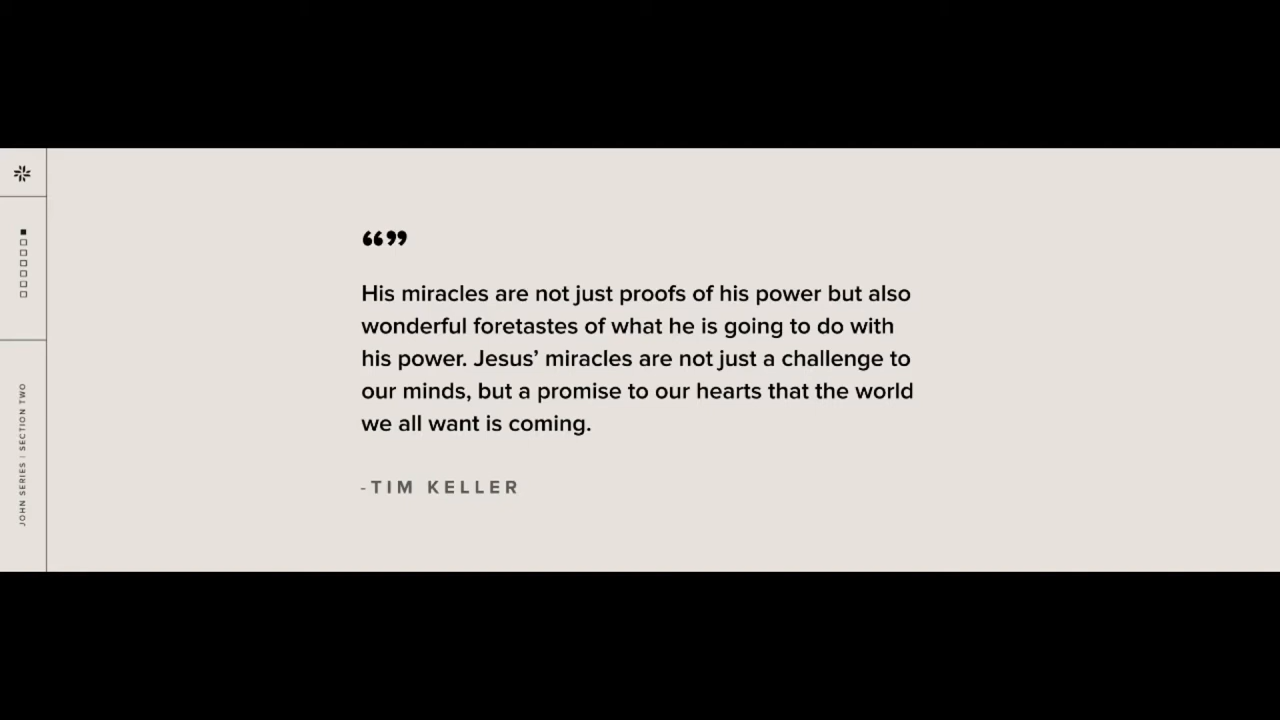 “”
His miracles are not just proofs of his power but also
wonderful foretastes of what he is going to do with
his power. Jesus’ miracles are not just a challenge to
our minds, but a promise to our hearts that the world
we all want is coming.
-TIM KELLER
JOHN SERIES | SECTION TWO